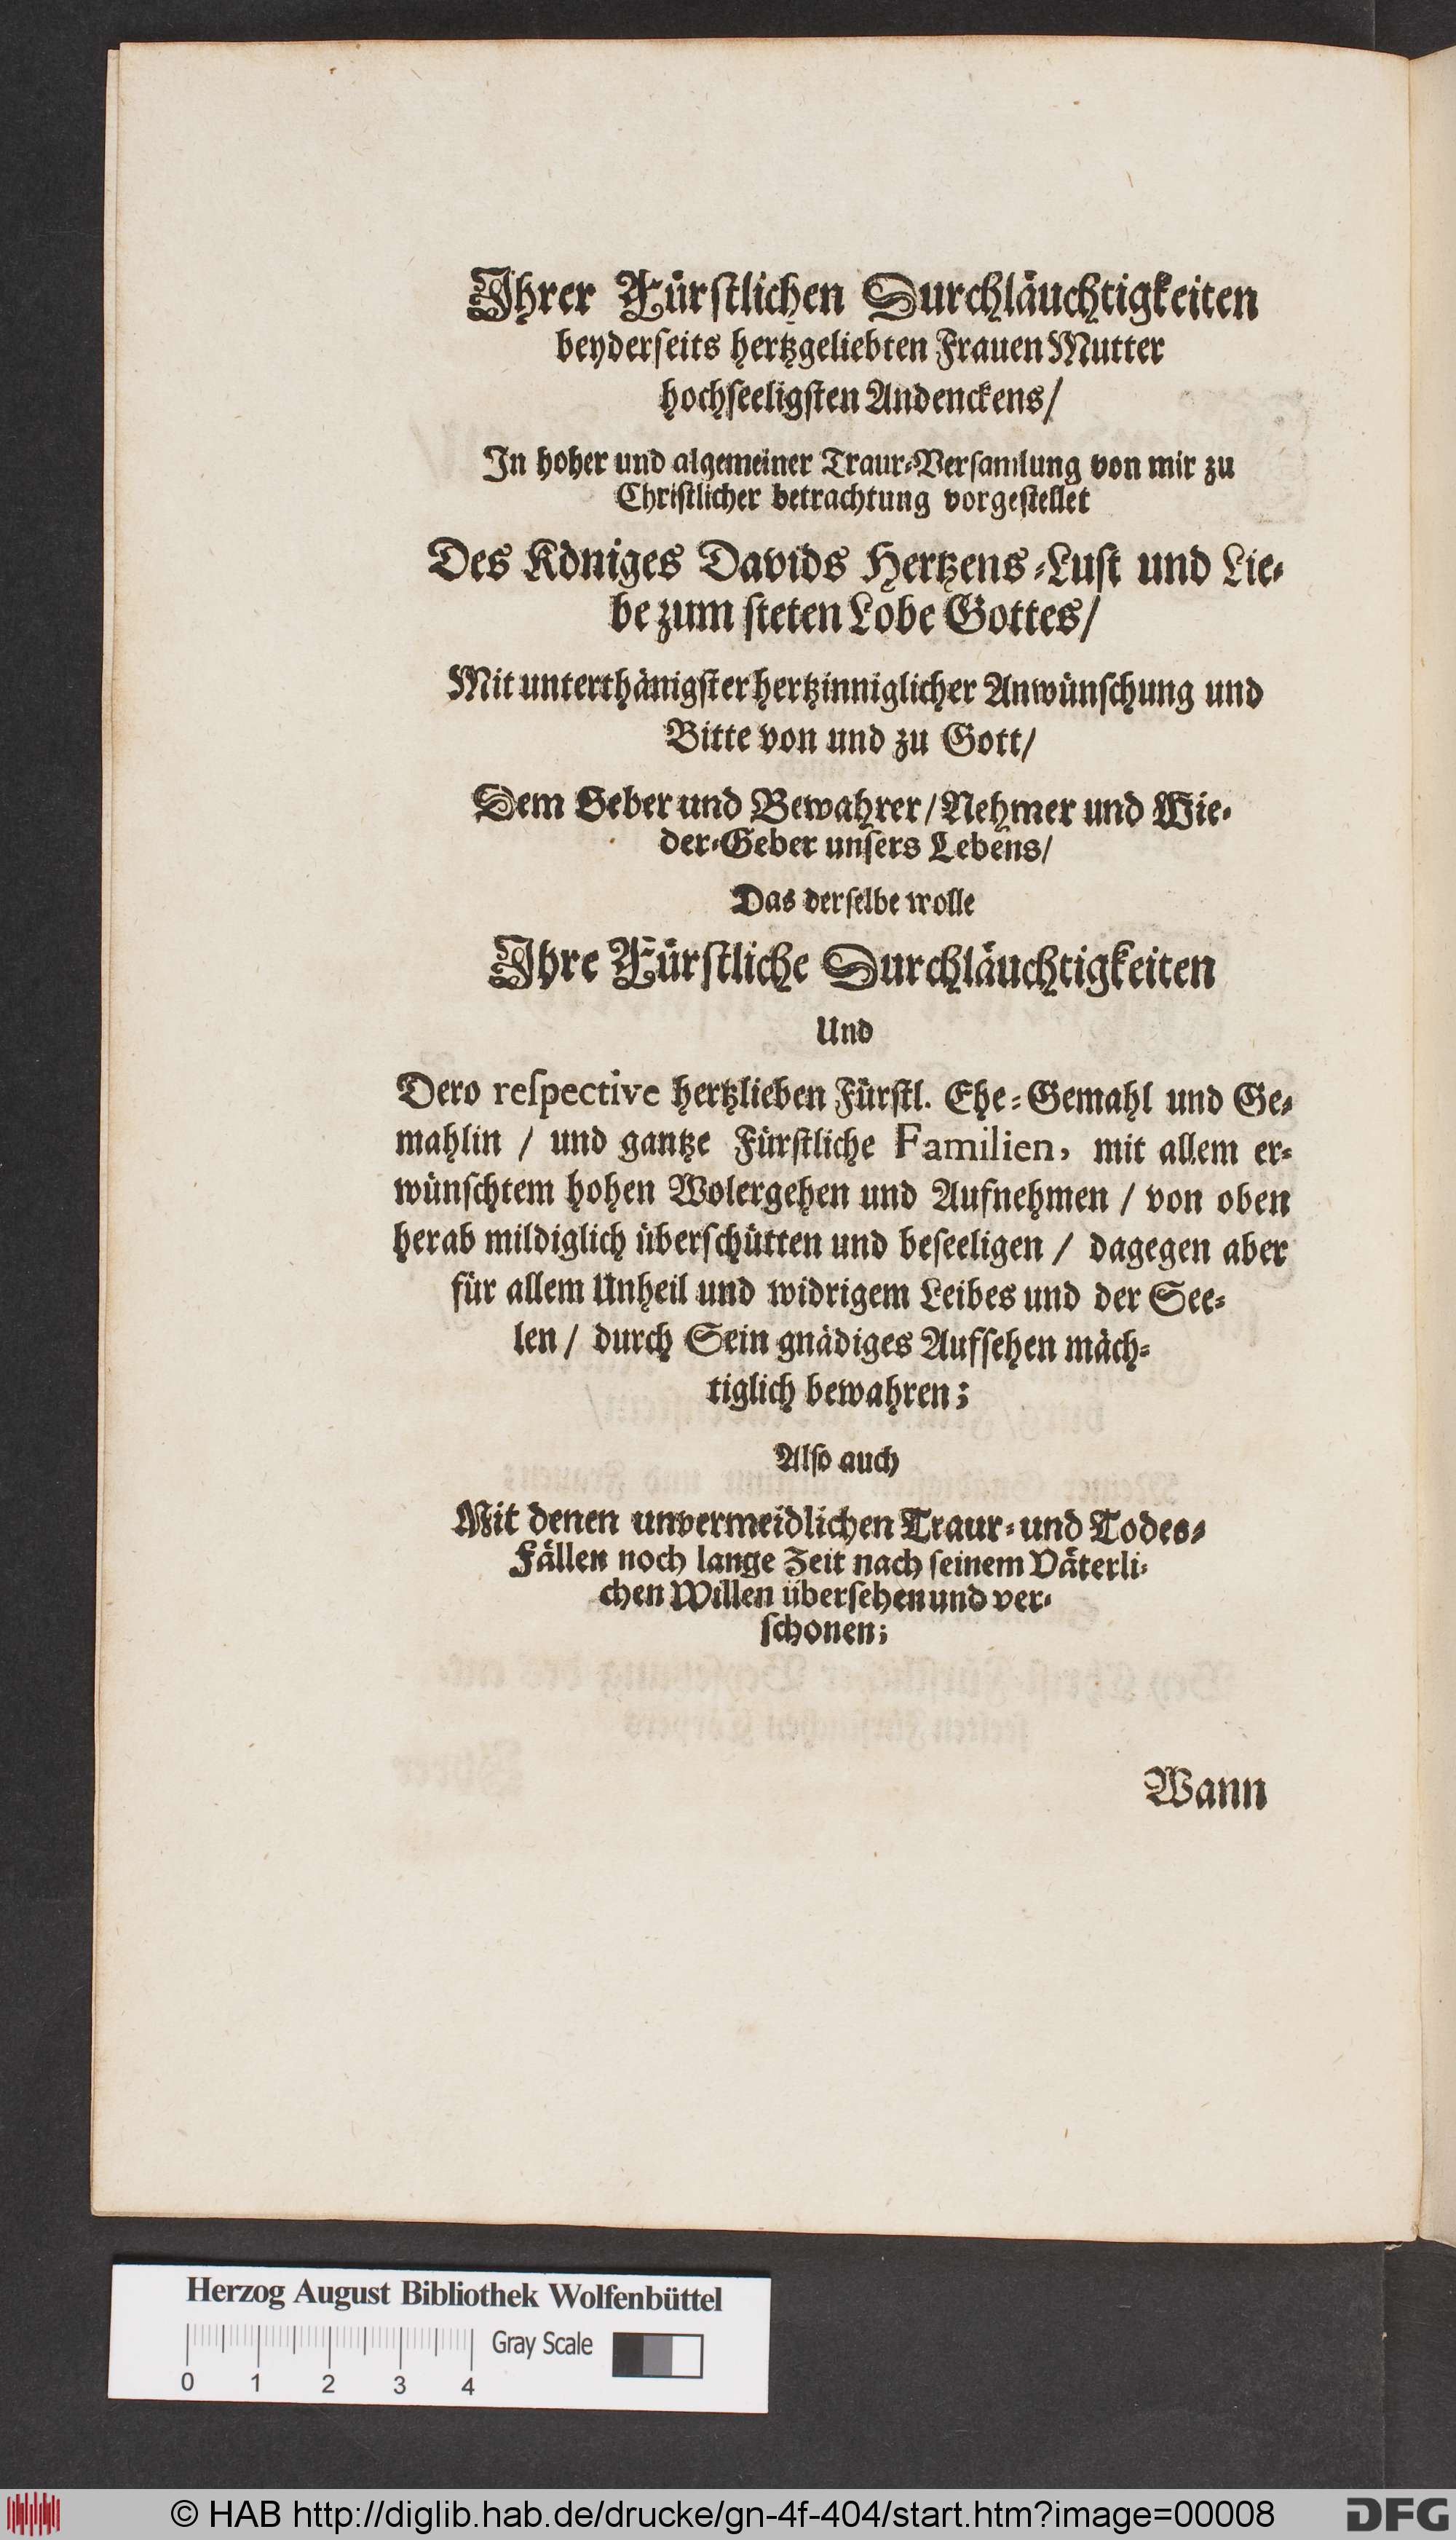 Ihrer Fürſtlichen Durchläuchtigkeiten
beyderſeits hertzgeliebten Frauen Mutter
hochſeeligſten Andenckens/
In hoher und algemeiner Traur-Verſamlung von mir zu
Chriſtlicher betrachtung vorgeſtellet
Des Königes Davids Hertzens-Luſt und Lie-
be zum ſteten Lobe Gottes/
Mit unterthänigſter hertzinniglicher Anwünſchung und
Bitte von und zu Gott/
Dem Geber und Bewahrer/ Nehmer und Wie-
der-Geber unſers Lebens/
Das derſelbe wolle
Ihre Fürſtliche Durchläuchtigkeiten
Und
Dero reſpective hertzlieben Fürſtl. Ehe-Gemahl und Ge-
mahlin / und gantze Fürſtliche Familien, mit allem er-
wünſchtem hohen Wolergehen und Aufnehmen / von oben
herab mildiglich überſchütten und beſeeligen / dagegen aber
für allem Unheil und widrigem Leibes und der See-
len / durch Sein gnädiges Aufſehen mäch-
tiglich bewahren;
Alſo auch
Mit denen unvermeidlichen Traur- und Todes-
Fällen noch lange Zeit nach ſeinem Väterli-
chen Willen überſehen und ver-
ſchonen;
Wann
Herzog August Bibliothek Wolfenbüttel
Gray Scale
0 1 2 3 4
© HAB http://diglib.hab.de/drucke/gn-4f-404/start.htm?image=00008
DFG